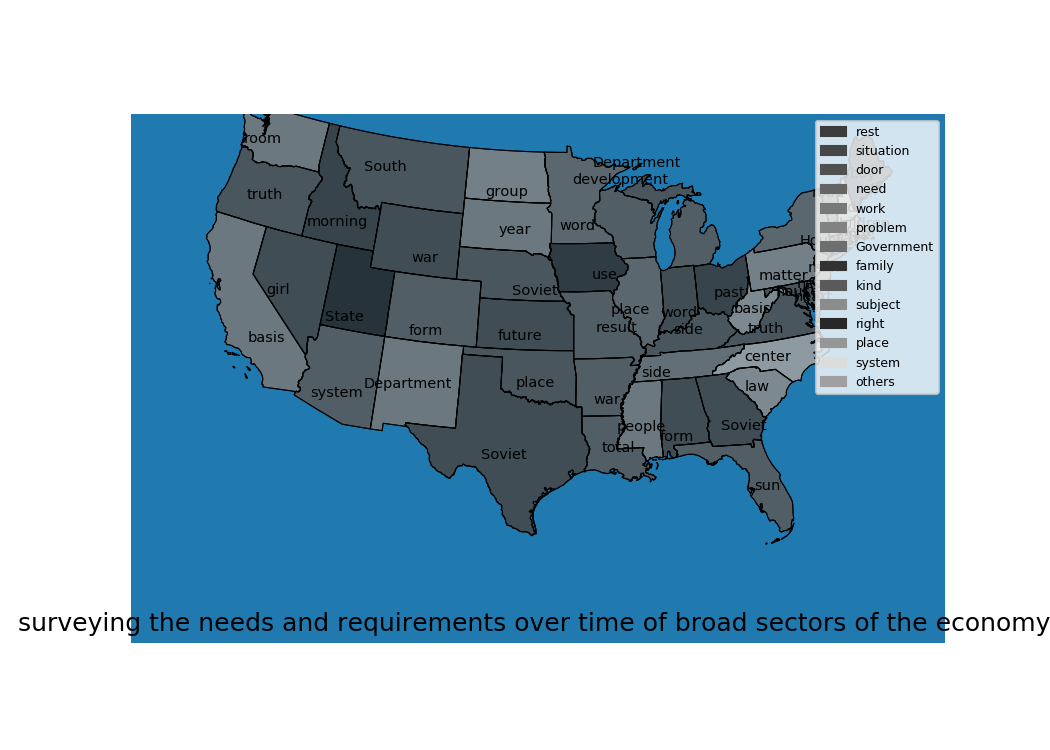 room
South
Department
development
group
truth
morning
year
word
war
use
matter
girl
Soviet
past
State
place
basis
word
form
result
side
truth
basis
future
center
side
system
Department
place
law
war
people
form
Soviet
total
Soviet
sun
rest
situation
door
need
work
problem
Government
family
kind
subject
right
place
system
others
surveying the needs and requirements over time of broad sectors of the economy